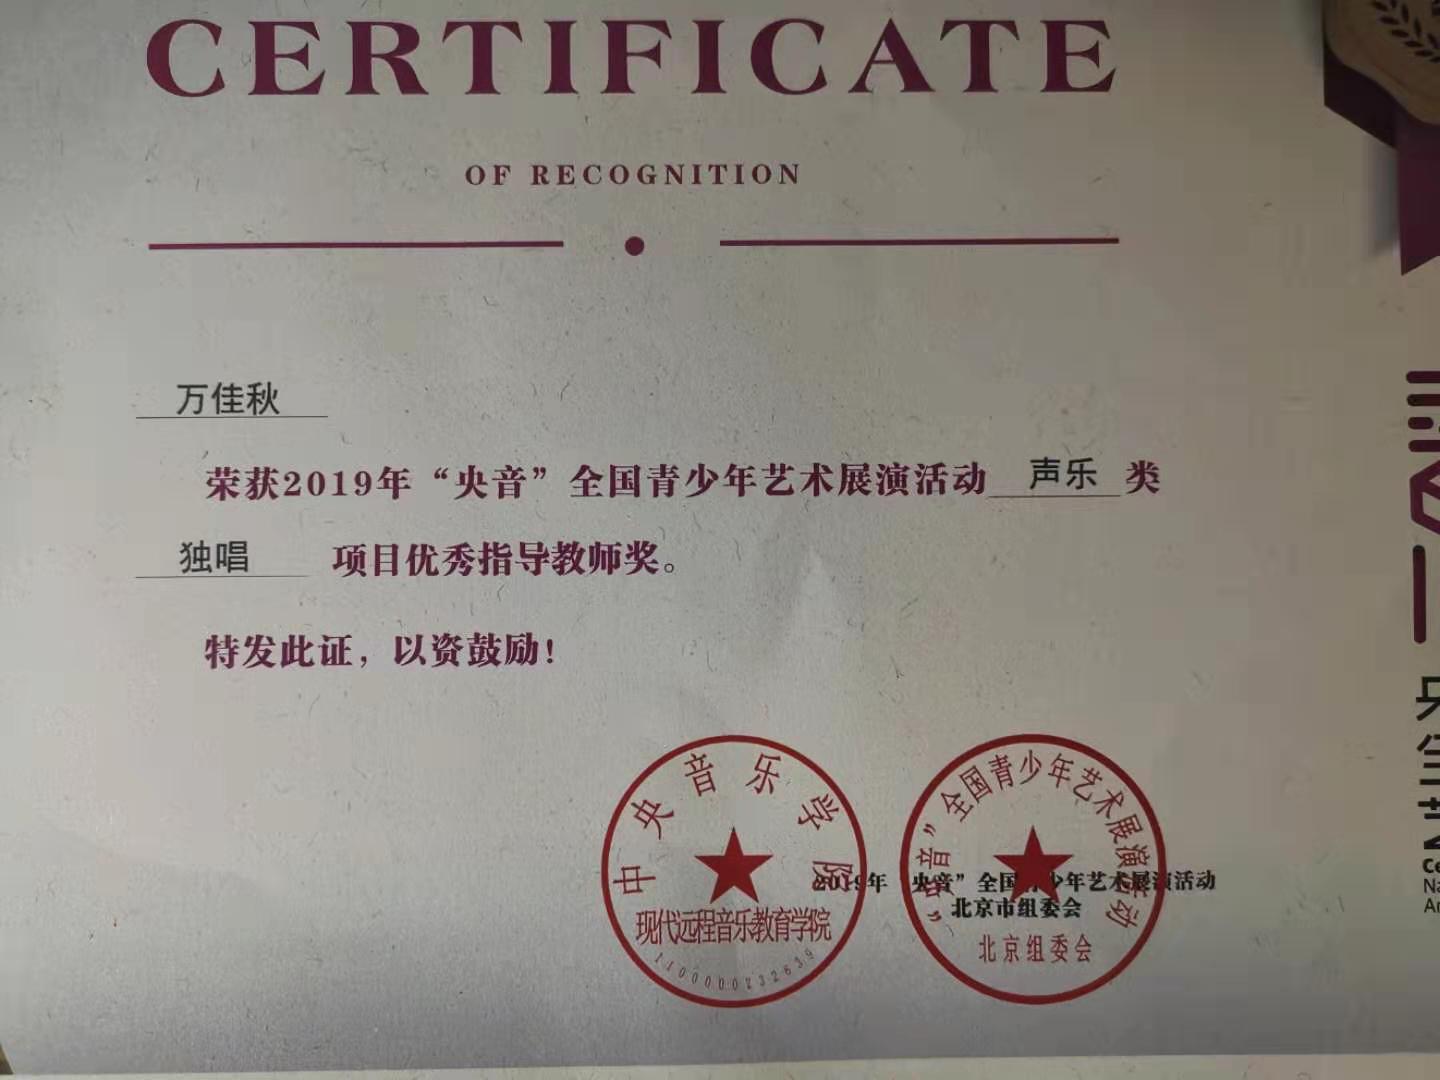 CERTIFICATE
OF RECOGNITION
万佳秋
荣获2019年“央音”全国青少年艺术展演活动 声乐 类
独唱 项目优秀指导教师奖。
特发此证，以资鼓励！
中央音乐学院
现代远程音乐教育学院
1100000232639
“央音”全国青少年艺术展演活动
北京组委会
2019年“央音”全国青少年艺术展演活动
北京市组委会